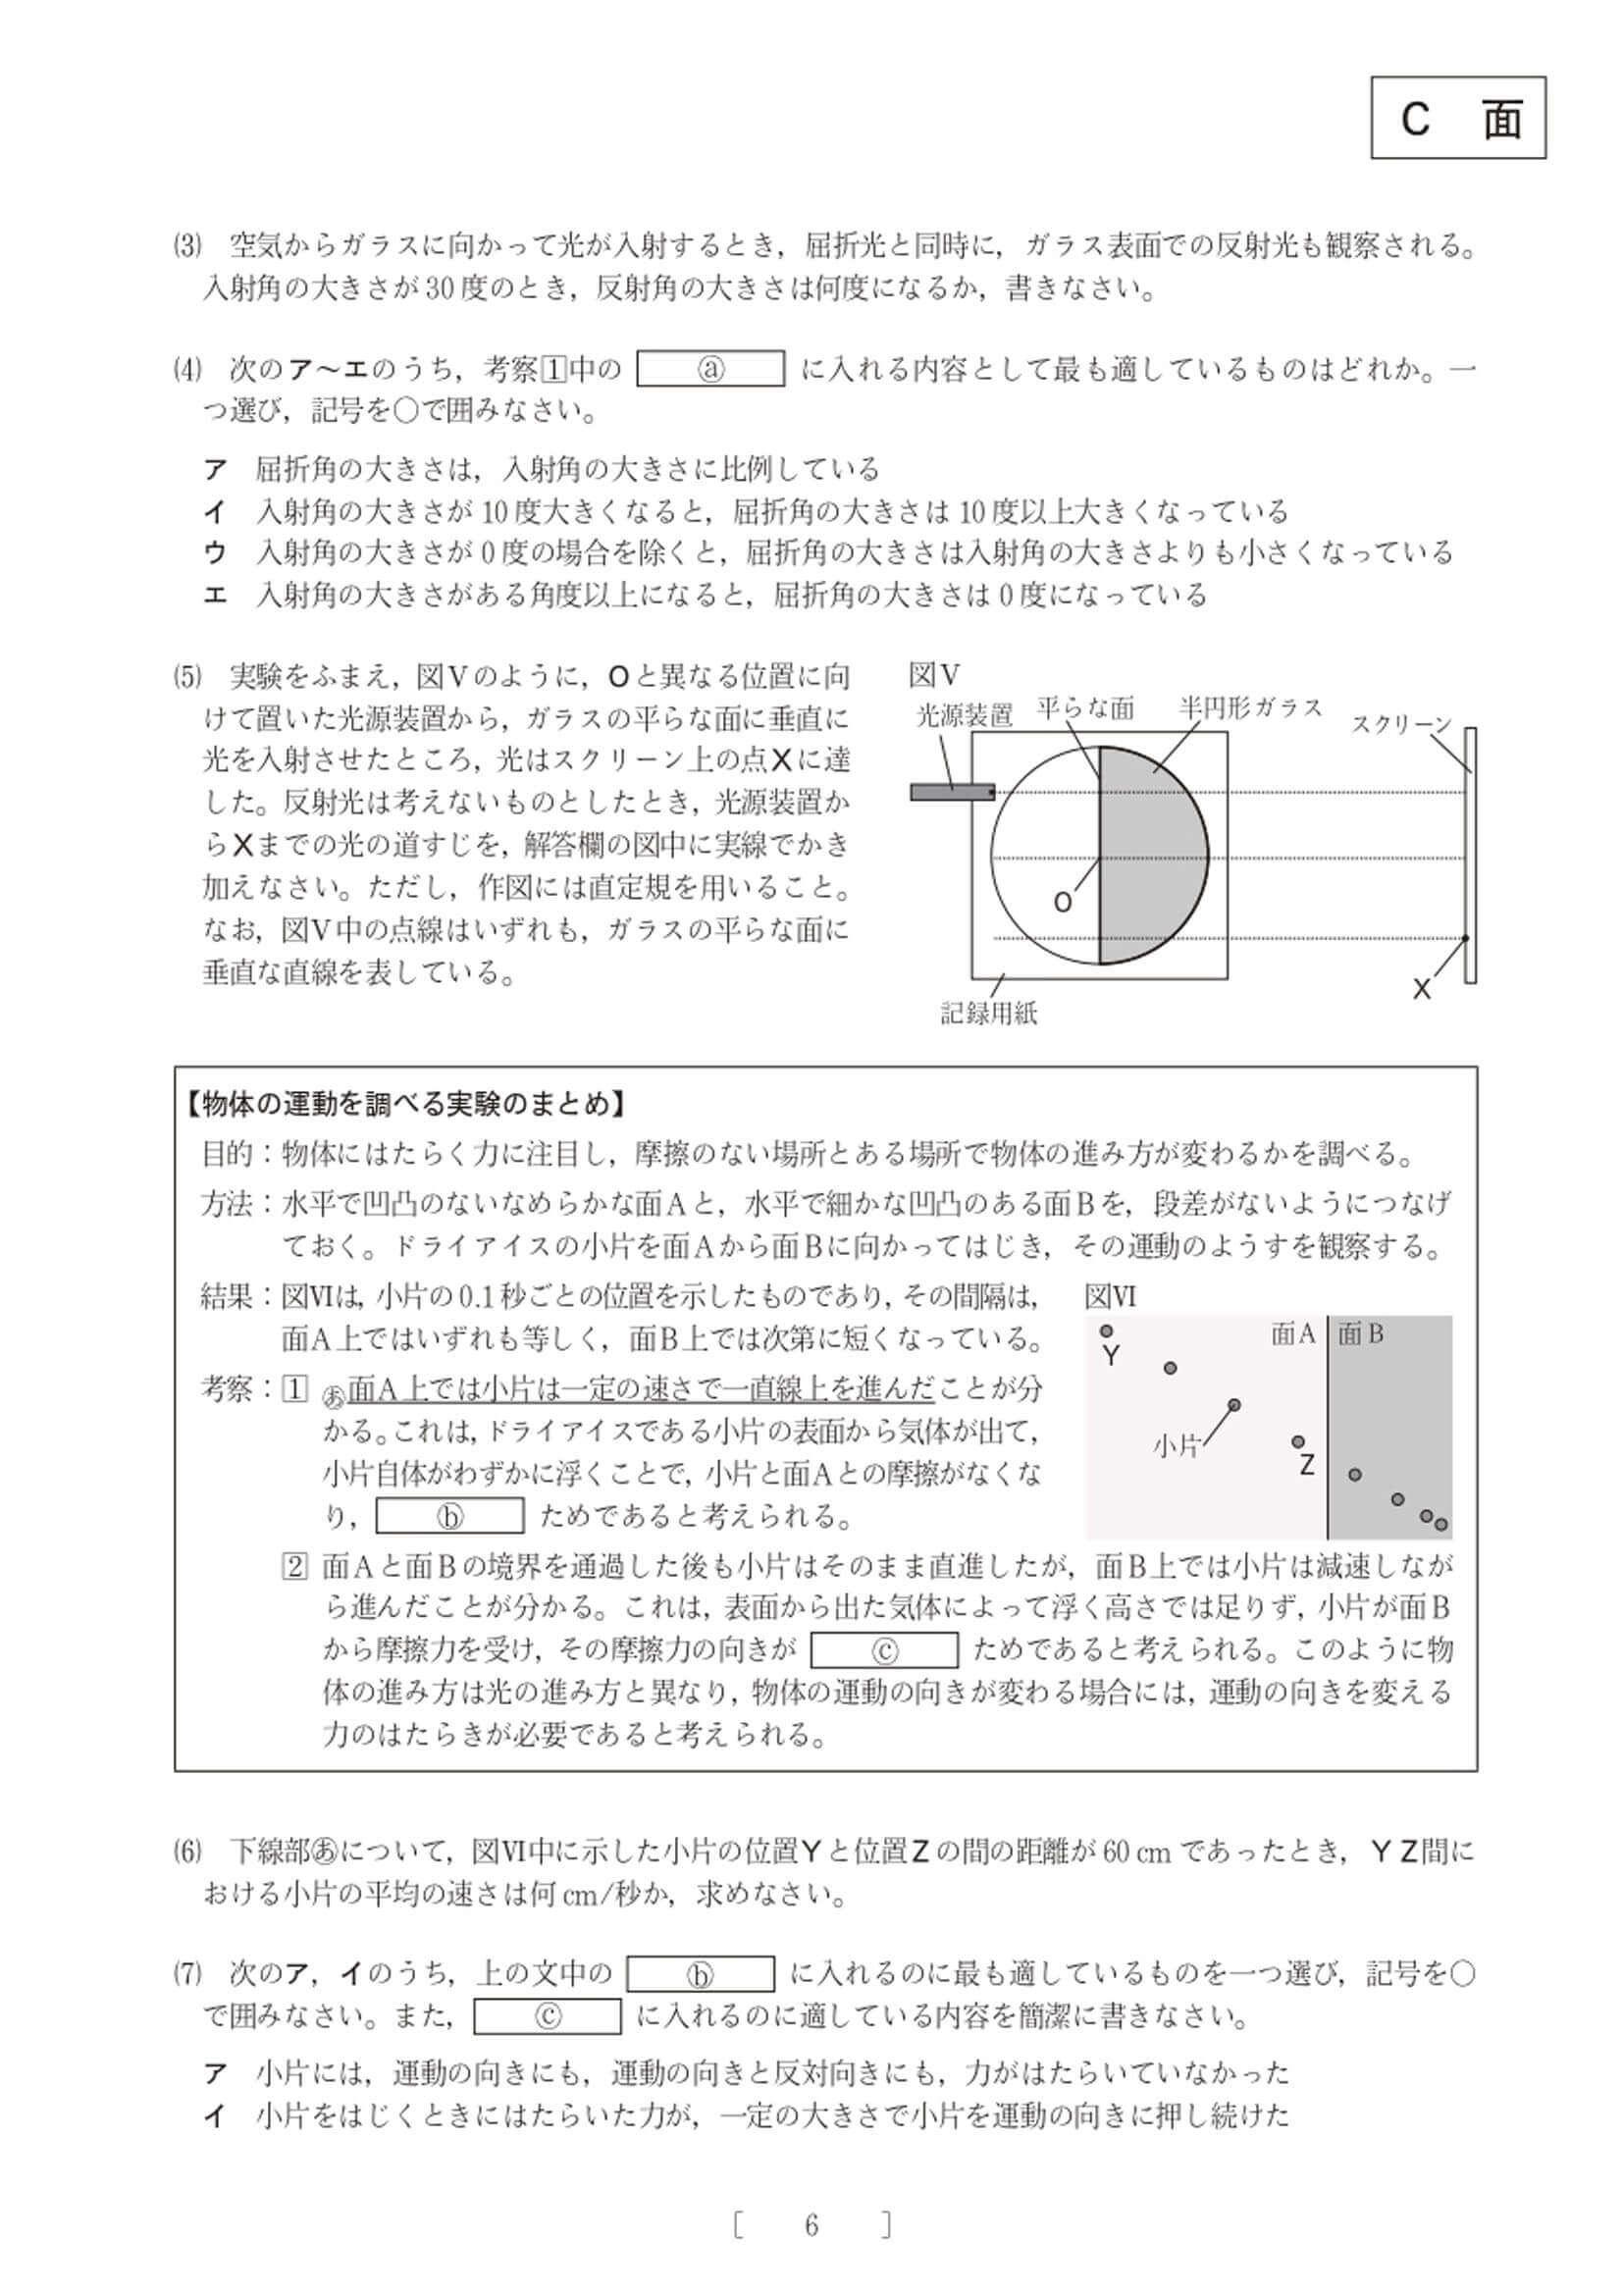 C 面
⑶ 空気からガラスに向かって光が入射するとき，屈折光と同時に，ガラス表面での反射光も観察される。
入射角の大きさが 30 度のとき，反射角の大きさは何度になるか，書きなさい。
⑷ 次のア～エのうち，考察1中の ⓐ に入れる内容として最も適しているものはどれか。一
つ選び，記号を○で囲みなさい。
ア 屈折角の大きさは，入射角の大きさに比例している
イ 入射角の大きさが 10 度大きくなると，屈折角の大きさは 10 度以上大きくなっている
ウ 入射角の大きさが 0 度の場合を除くと，屈折角の大きさは入射角の大きさよりも小さくなっている
エ 入射角の大きさがある角度以上になると，屈折角の大きさは 0 度になっている
⑸ 実験をふまえ，図Ⅴのように，Oと異なる位置に向
けて置いた光源装置から，ガラスの平らな面に垂直に
光を入射させたところ，光はスクリーン上の点Xに達
した。反射光は考えないものとしたとき，光源装置か
らXまでの光の道すじを，解答欄の図中に実線でかき
加えなさい。ただし，作図には直定規を用いること。
なお，図Ⅴ中の点線はいずれも，ガラスの平らな面に
垂直な直線を表している。
図Ⅴ
光源装置 平らな面 半円形ガラス スクリーン
O
X
記録用紙
【物体の運動を調べる実験のまとめ】
目的：物体にはたらく力に注目し，摩擦のない場所とある場所で物体の進み方が変わるかを調べる。
方法：水平で凹凸のないなめらかな面Aと，水平で細かな凹凸のある面Bを，段差がないようにつなげ
ておく。ドライアイスの小片を面Aから面Bに向かってはじき，その運動のようすを観察する。
結果：図Ⅵは，小片の 0.1 秒ごとの位置を示したものであり，その間隔は，
面A上ではいずれも等しく，面B上では次第に短くなっている。
考察：1 あ面A上では小片は一定の速さで一直線上を進んだことが分
かる。これは，ドライアイスである小片の表面から気体が出て，
小片自体がわずかに浮くことで，小片と面Aとの摩擦がなくな
り， ⓑ ためであると考えられる。
図Ⅵ
面A 面B
Y
小片
Z
2 面Aと面Bの境界を通過した後も小片はそのまま直進したが，面B上では小片は減速しなが
ら進んだことが分かる。これは，表面から出た気体によって浮く高さでは足りず，小片が面B
から摩擦力を受け，その摩擦力の向きが ⓒ ためであると考えられる。このように物
体の進み方は光の進み方と異なり，物体の運動の向きが変わる場合には，運動の向きを変える
力のはたらきが必要であると考えられる。
⑹ 下線部あについて，図Ⅵ中に示した小片の位置Yと位置Zの間の距離が 60 cm であったとき，YZ間に
おける小片の平均の速さは何 cm/秒か，求めなさい。
⑺ 次のア，イのうち，上の文中の ⓑ に入れるのに最も適しているものを一つ選び，記号を○
で囲みなさい。また， ⓒ に入れるのに適している内容を簡潔に書きなさい。
ア 小片には，運動の向きにも，運動の向きと反対向きにも，力がはたらいていなかった
イ 小片をはじくときにはたらいた力が，一定の大きさで小片を運動の向きに押し続けた
［ 6 ］